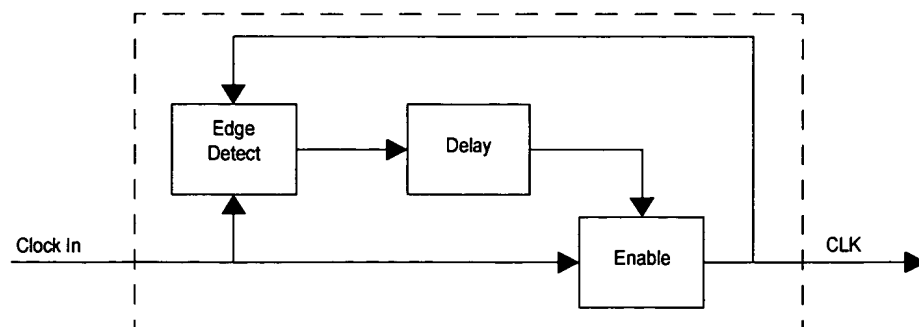 Edge
Detect
Delay
Clock In
Enable
CLK